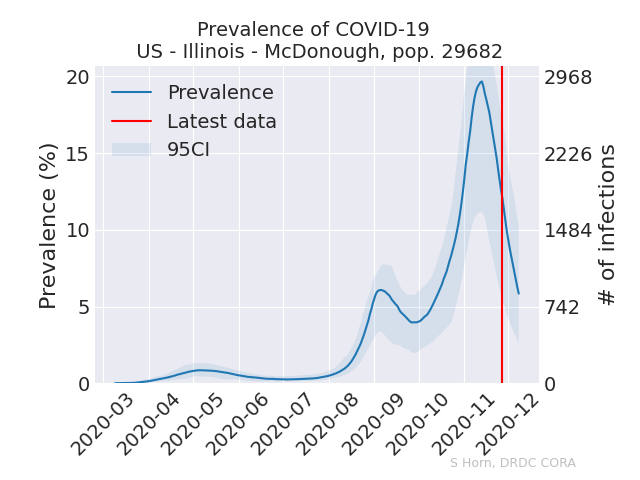 Prevalence of COVID-19
US - Illinois - McDonough, pop. 29682
Prevalence
Latest data
95CI
Prevalence (%)
20
15
10
5
0
2968
2226
1484
742
0
# of infections
2020-03
2020-04
2020-05
2020-06
2020-07
2020-08
2020-09
2020-10
2020-11
2020-12
S Horn, DRDC CORA